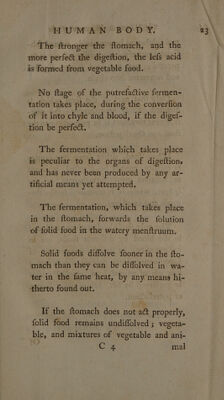 HUMAN BODY. 23
The ſtronger the ſtomach, and the
more perfect the digeſtion, the leſs acid
is formed from vegetable food.
No ſtage of the putrefactive fermen-
tation takes place, during the converſion
of it into chyle and blood, if the digeſ-
tion be perfect.
The fermentation which takes place
is peculiar to the organs of digeſtion,
and has never been produced by any ar-
tificial means yet attempted.
The fermentation, which takes place
in the ſtomach, forwards the ſolution
of ſolid food in the watery menſtruum.
Solid foods diſſolve ſooner in the ſto-
mach than they can be diſſolved in wa-
ter in the ſame heat, by any means hi-
therto found out.
If the ſtomach does not act properly,
ſolid food remains undiſſolved; vegeta-
ble, and mixtures of vegetable and ani-
C 4 mal